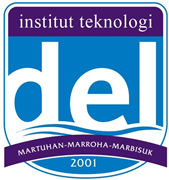 institut teknologi
del
MARTUHAN-MARROHA-MARBISUK
2001